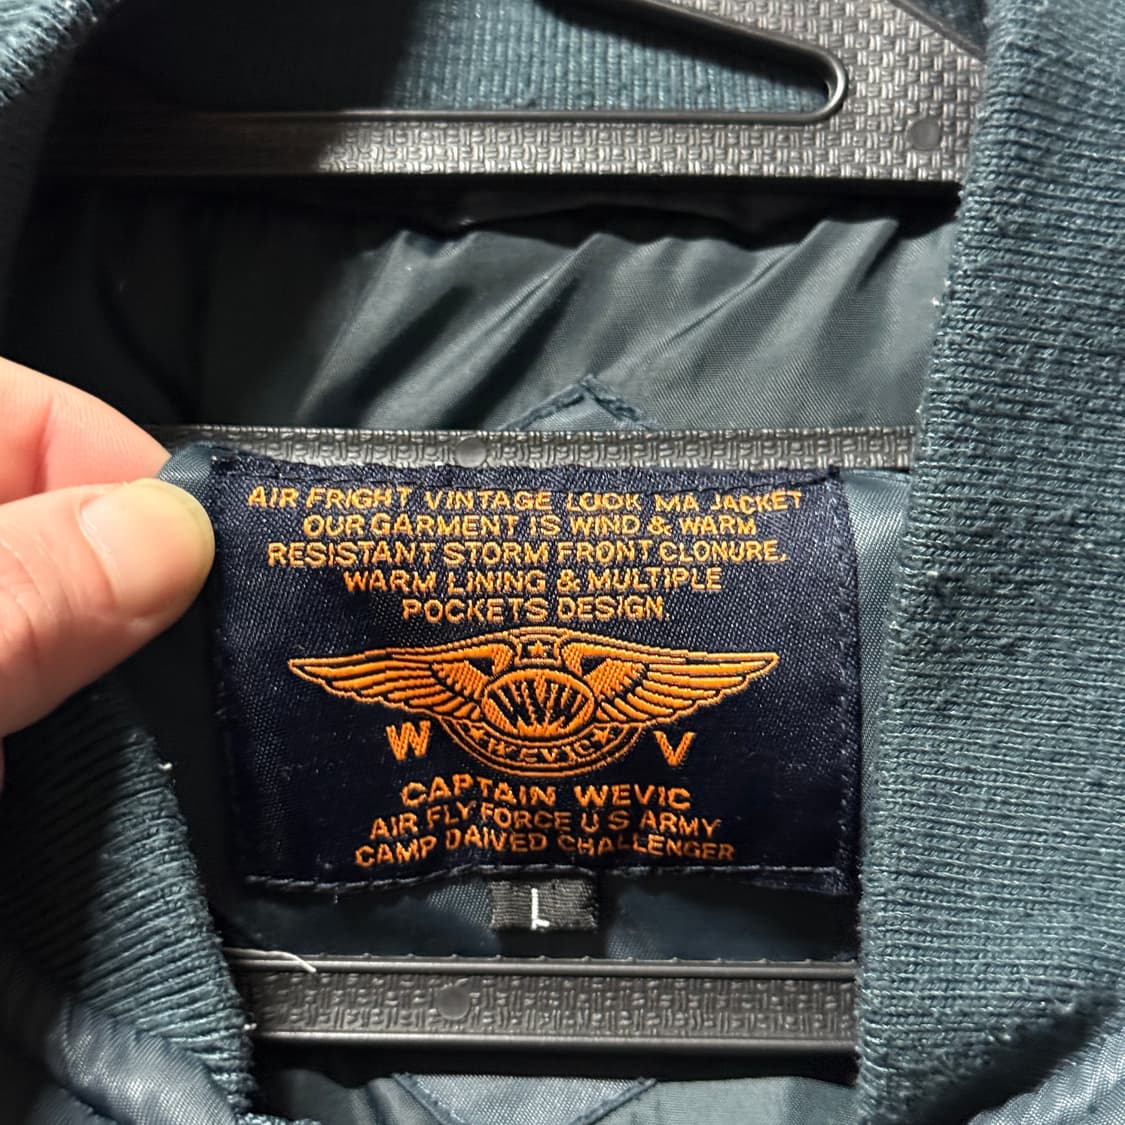 AIR FRIGHT VINTAGE LOOK MA JACKET
OUR GARMENT IS WIND & WARM
RESISTANT STORM FRONT CLONURE.
WARM LINING & MULTIPLE
POCKETS DESIGN.
W V
WEVIC
CAPTAIN WEVIC
AIR FLY FORCE U S ARMY
CAMP DAIVED CHALLENGER
L